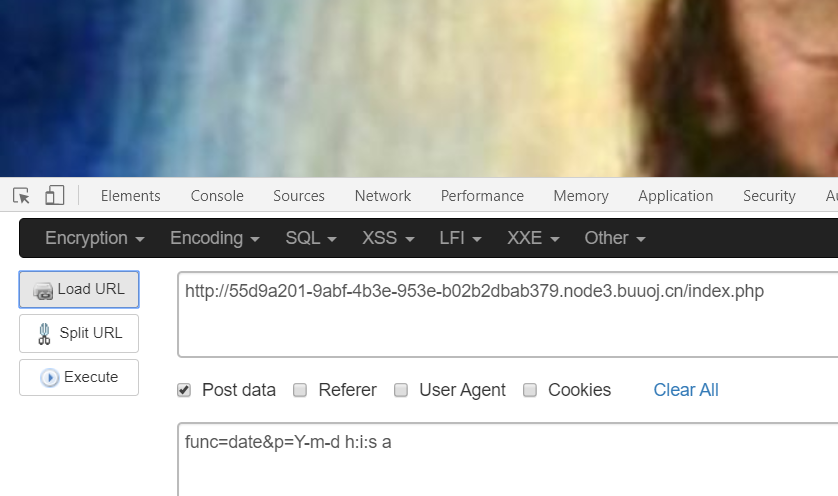 Elements Console Sources Network Performance Memory Application Security
Encryption Encoding SQL XSS LFI XXE Other
Load URL
http://55d9a201-9abf-4b3e-953e-b02b2dbab379.node3.buuoj.cn/index.php
Split URL
Execute
Post data Referer User Agent Cookies Clear All
func=date&p=Y-m-d h:i:s a